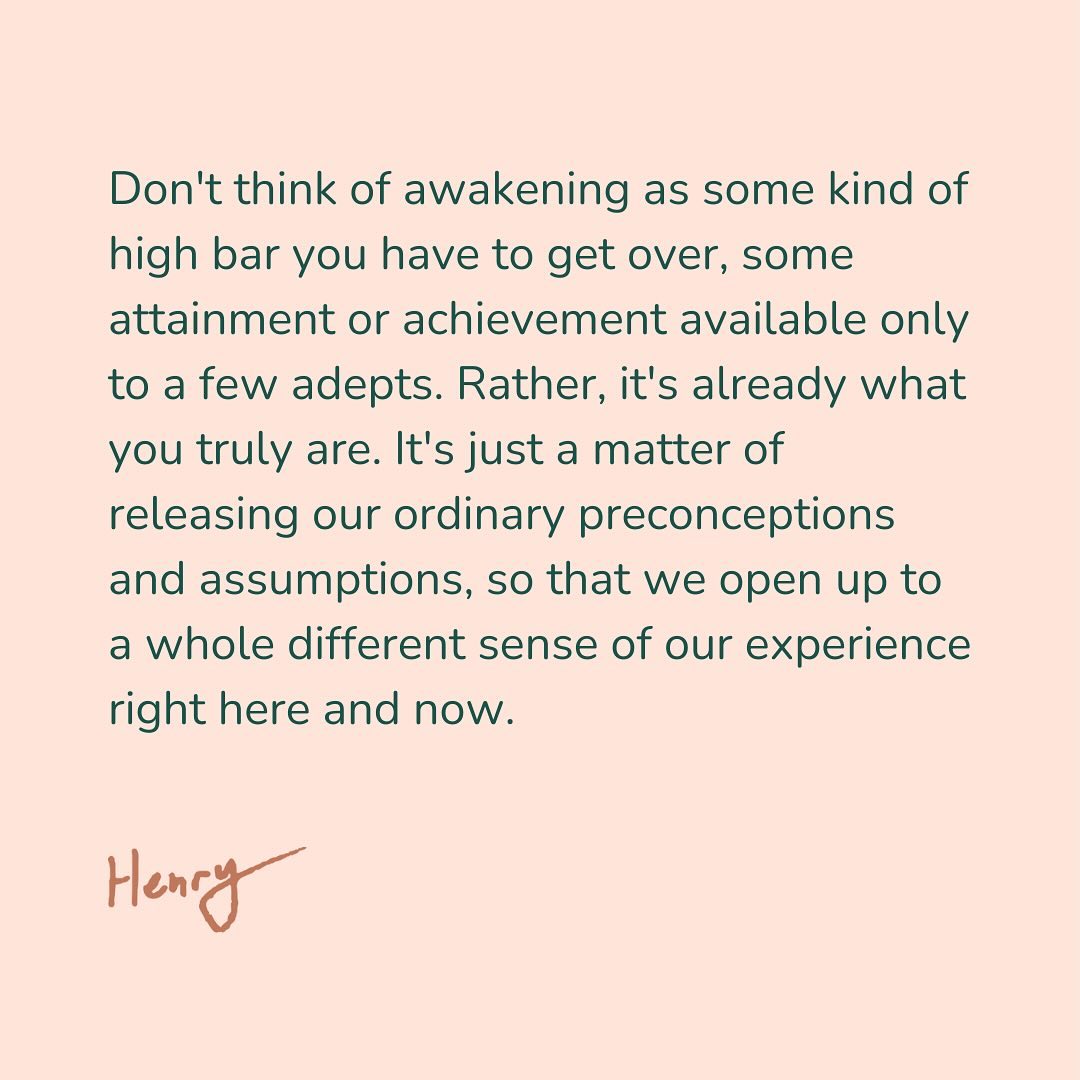 Don't think of awakening as some kind of
high bar you have to get over, some
attainment or achievement available only
to a few adepts. Rather, it's already what
you truly are. It's just a matter of
releasing our ordinary preconceptions
and assumptions, so that we open up to
a whole different sense of our experience
right here and now.
Henry